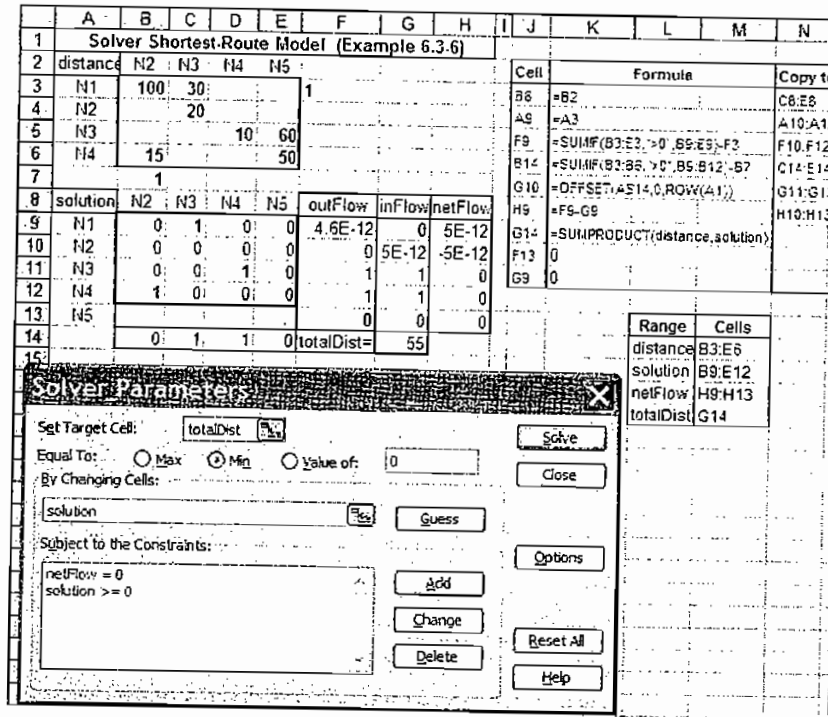 A B C D E F G H I J K L M N
1 Solver Shortest-Route Model (Example 6.3-6)
2 distance N2 N3 N4 N5
3 N1 100 30 1
4 N2 20
5 N3 10 60
6 N4 15 50
7 1
8 solution N2 N3 N4 N5 outFlow inFlow netFlow
9 N1 0 1 0 0 4.6E-12 0 5E-12
10 N2 0 0 0 0 0 5E-12 -5E-12
11 N3 0 0 1 0 1 1 0
12 N4 1 0 0 0 1 1 0
13 N5 0 0 0
14 0 1 1 0 totalDist= 55
15
Cell Formula Copy to
B8 =B2 C8:E8
A9 =A3 A10:A1
F9 =SUMIF(B3:E3,">0",B9:E9)-F3 F10:F12
B14 =SUMIF(B3:B6,">0",B9:B12)-B7 C14:E14
G10 =OFFSET(A$14,0,ROW(A1)) G11:G1
H9 =F9-G9 H10:H13
G14 =SUMPRODUCT(distance,solution)
F13 0
G9 0
Range Cells
distance B3:E6
solution B9:E12
netFlow H9:H13
totalDist G14
Solver Parameters
Set Target Cell: totalDist
Solve
Equal To: Max Min Value of: 0
Close
By Changing Cells:
solution
Guess
Subject to the Constraints:
Options
netFlow = 0
solution >= 0
Add
Change
Delete
Reset All
Help